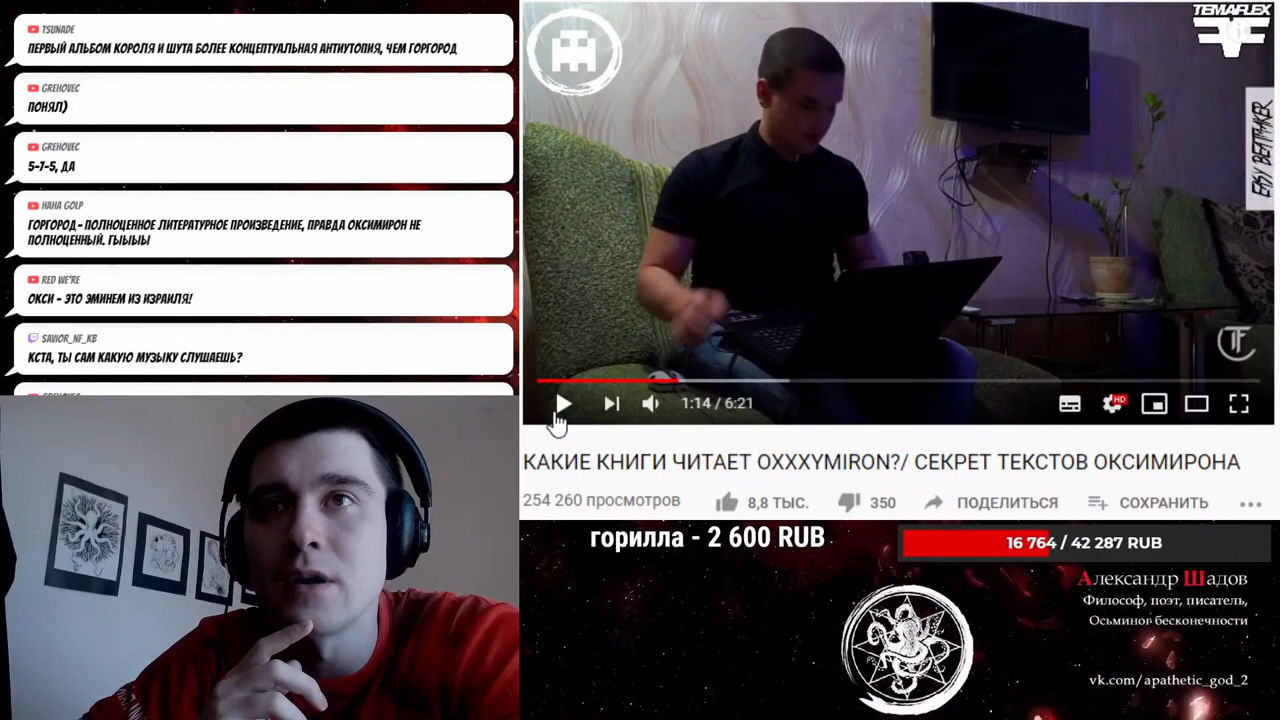 TSUNADE
ПЕРВЫЙ АЛЬБОМ КОРОЛЯ И ШУТА БОЛЕЕ КОНЦЕПТУАЛЬНАЯ АНТИУТОПИЯ, ЧЕМ ГОРГОРОД
GREHOVEC
ПОНЯЛ)
GREHOVEC
5-7-5, ДА
HAHA GOLP
ГОРГОРОД - ПОЛНОЦЕННОЕ ЛИТЕРАТУРНОЕ ПРОИЗВЕДЕНИЕ, ПРАВДА ОКСИМИРОН НЕ
ПОЛНОЦЕННЫЙ. ГЫЫЫЫ
RED WE'RE
ОКСИ - ЭТО ЭМИНЕМ ИЗ ИЗРАИЛЯ!
SAVIOR_NF_KB
КСТА, ТЫ САМ КАКУЮ МУЗЫКУ СЛУШАЕШЬ?
TEMAFLEX
EASY BEATMAKER
TF
1:14 / 6:21
HD
КАКИЕ КНИГИ ЧИТАЕТ OXXXYMIRON?/ СЕКРЕТ ТЕКСТОВ ОКСИМИРОНА
254 260 просмотров
8,8 ТЫС.
350
ПОДЕЛИТЬСЯ
СОХРАНИТЬ
горилла - 2 600 RUB
16 764 / 42 287 RUB
Александр Шадов
Философ, поэт, писатель,
Осьминог бесконечности
vk.com/apathetic_god_2